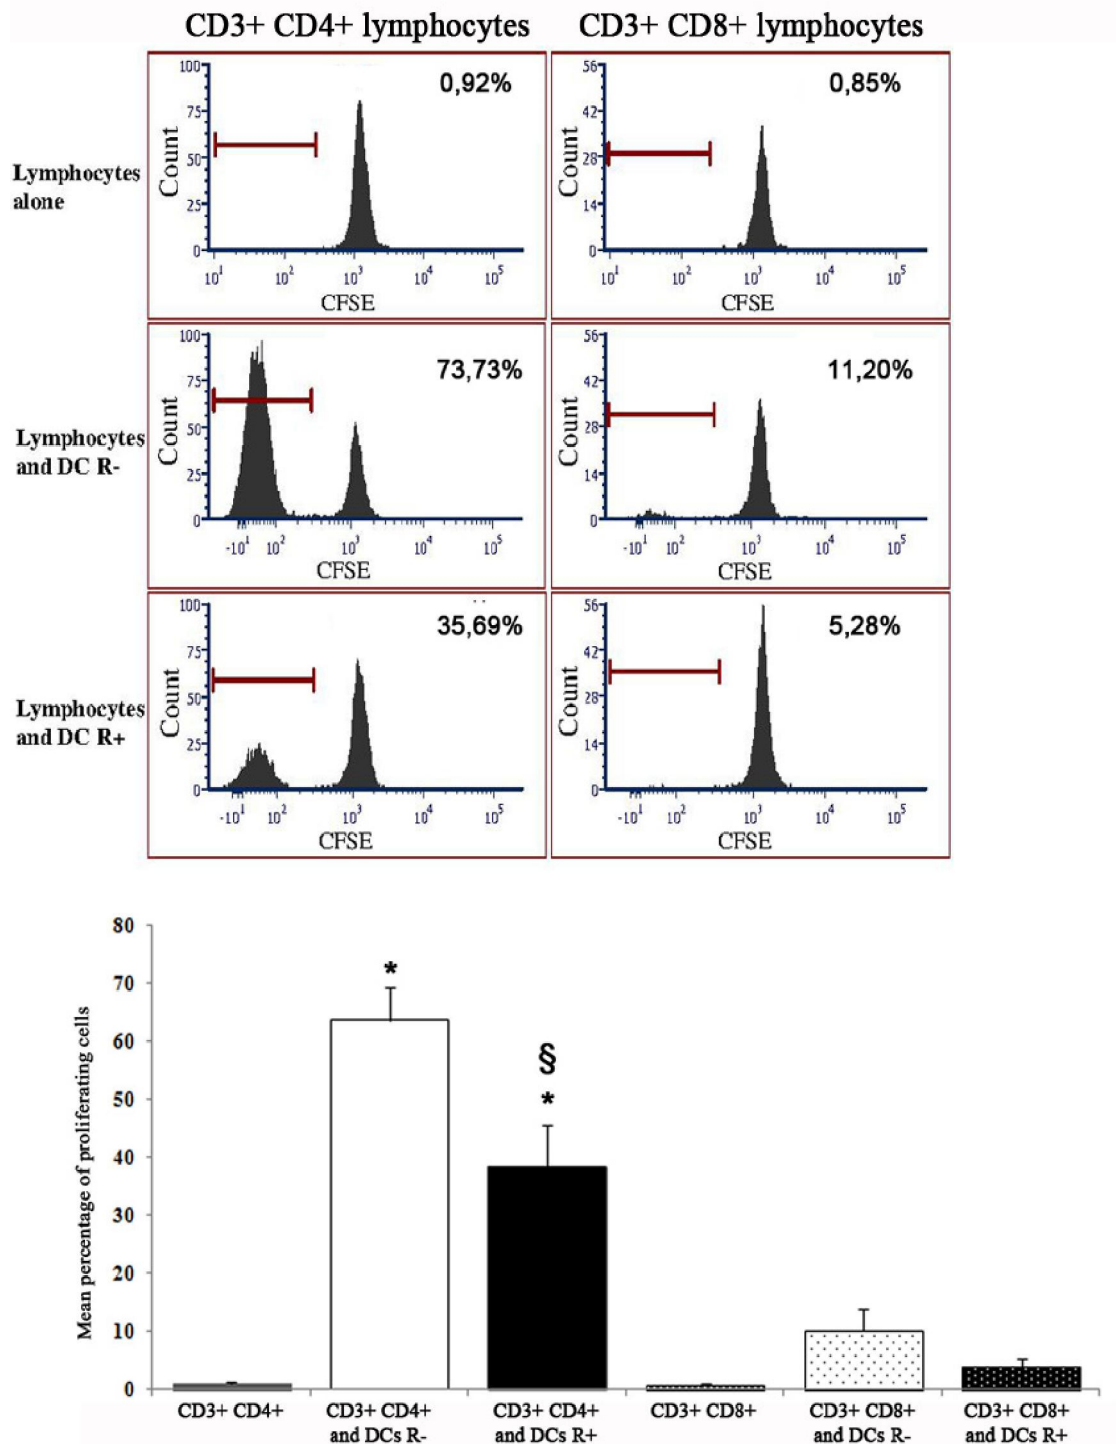 CD3+ CD4+ lymphocytes
CD3+ CD8+ lymphocytes
Lymphocytes
alone
100
75
50
25
0
Count
0,92%
10¹ 10² 10³ 10⁴ 10⁵
CFSE
56
42
28
14
0
Count
0,85%
10¹ 10² 10³ 10⁴ 10⁵
CFSE
Lymphocytes
and DC R-
100
75
50
25
0
Count
73,73%
-10¹ 10² 10³ 10⁴ 10⁵
CFSE
56
42
28
14
0
Count
11,20%
-10¹ 10² 10³ 10⁴ 10⁵
CFSE
Lymphocytes
and DC R+
100
75
50
25
0
Count
35,69%
-10¹ 10² 10³ 10⁴ 10⁵
CFSE
56
42
28
14
0
Count
5,28%
-10¹ 10² 10³ 10⁴ 10⁵
CFSE
Mean percentage of proliferating cells
80
70
60
50
40
30
20
10
0
*
§
*
CD3+ CD4+
CD3+ CD4+
and DCs R-
CD3+ CD4+
and DCs R+
CD3+ CD8+
CD3+ CD8+
and DCs R-
CD3+ CD8+
and DCs R+